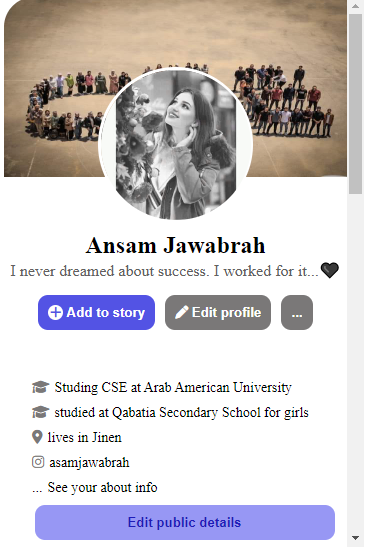 Ansam Jawabrah
I never dreamed about success. I worked for it...🖤
Add to story
Edit profile
...
Studing CSE at Arab American University
studied at Qabatia Secondary School for girls
lives in Jinen
asamjawabrah
... See your about info
Edit public details